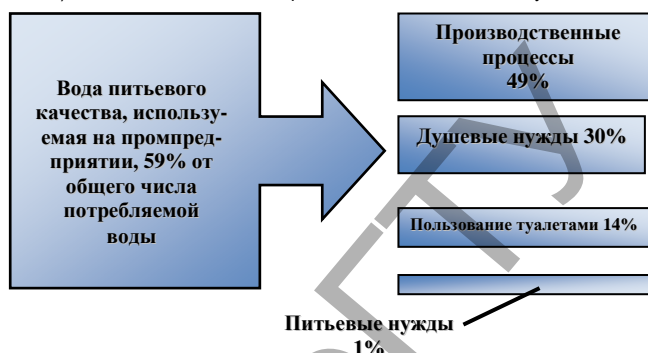 Вода питьевого
качества, использу-
емая на промпред-
приятии, 59% от
общего числа
потребляемой
воды
Производственные
процессы
49%
Душевые нужды 30%
Пользование туалетами 14%
Питьевые нужды
1%